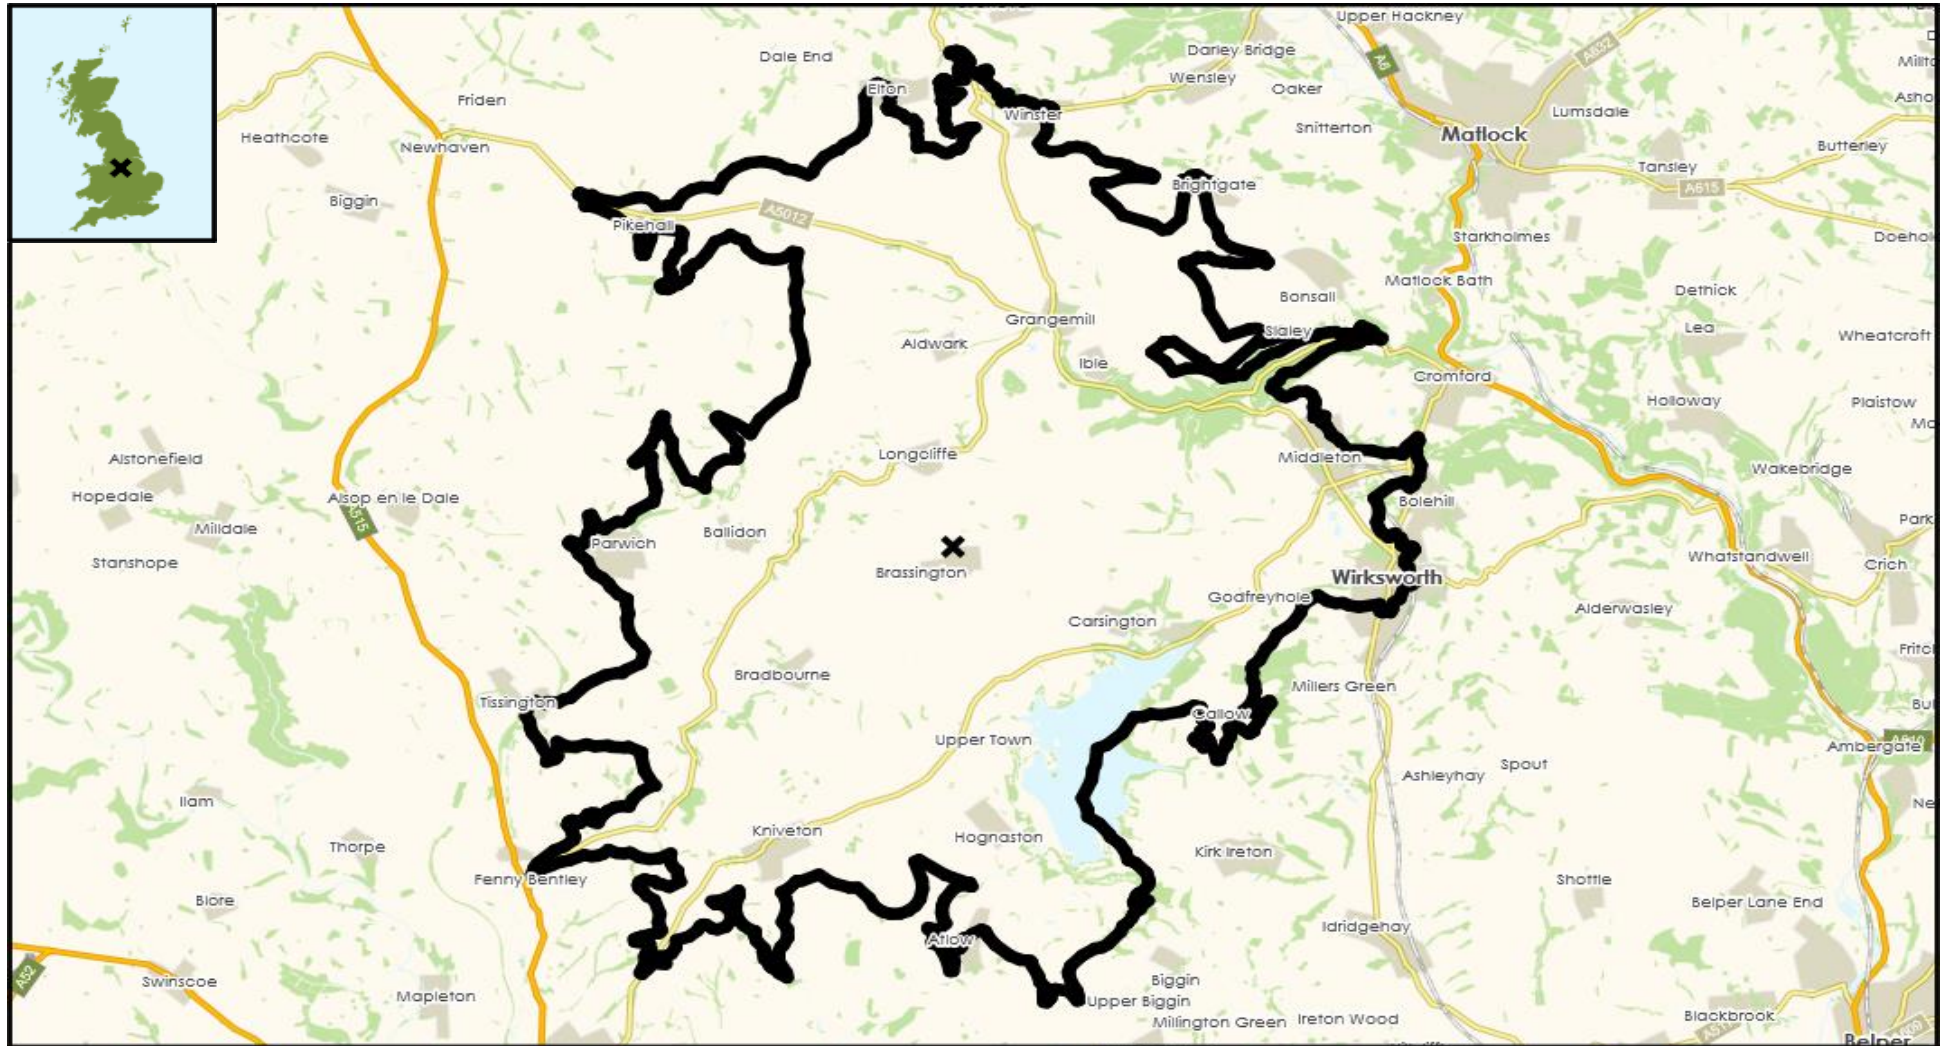 Upper Hackney
Darley Bridge
Dale End
A6
A632
Wensley
Elton
Oaker
Friden
Winster
Lumsdale
Snitterton
Matlock
Heathcote
Newhaven
Butterley
Tansley
A615
Brightgate
Biggin
A5012
Pikehall
Starkholmes
Matlock Bath
Bonsall
Dethick
Grangemill
Slaley
Lea
Wheatcroft
Aldwark
Ible
Cromford
Holloway
Plaistow
Alstonefield
Longcliffe
Middleton
Wakebridge
Hopedale
Alsop en le Dale
Bolehill
A515
Milldale
Ballidon
Parwich
Park
Stanshope
Brassington
Whatstandwell
Crich
Wirksworth
Godfreyhole
Alderwasley
Carsington
Bradbourne
Millers Green
Tissington
Callow
Upper Town
Ambergate
Spout
Ashleyhay
Ilam
Kniveton
Hognaston
Thorpe
Kirk Ireton
Fenny Bentley
Shottle
Blore
Belper Lane End
Idridgehay
Atlow
A52
Swinscoe
Biggin
Mapleton
Upper Biggin
Millington Green
Ireton Wood
Blackbrook
Belper